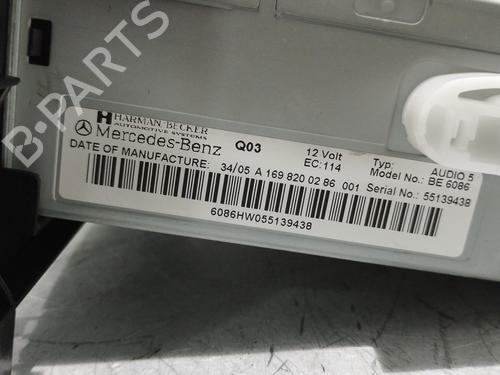 HARMAN/BECKER
AUTOMOTIVE SYSTEMS
Mercedes-Benz Q03 12 Volt Typ: AUDIO 5
EC:114 Model No.: BE 6086
DATE OF MANUFACTURE: 34/05 A 169 820 02 86 001 Serial No.: 55139438
6086HW055139438
B-PARTS